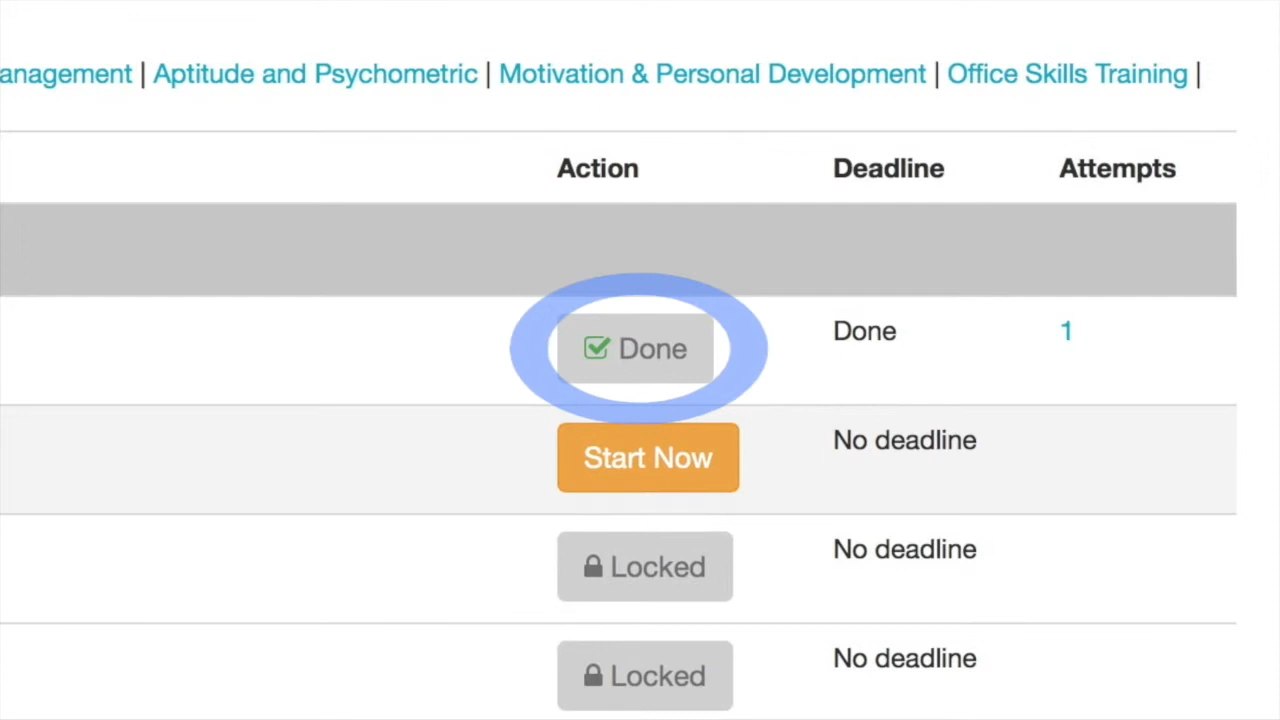 anagement | Aptitude and Psychometric | Motivation & Personal Development | Office Skills Training |
Action Deadline Attempts
Done Done 1
Start Now No deadline
Locked No deadline
Locked No deadline